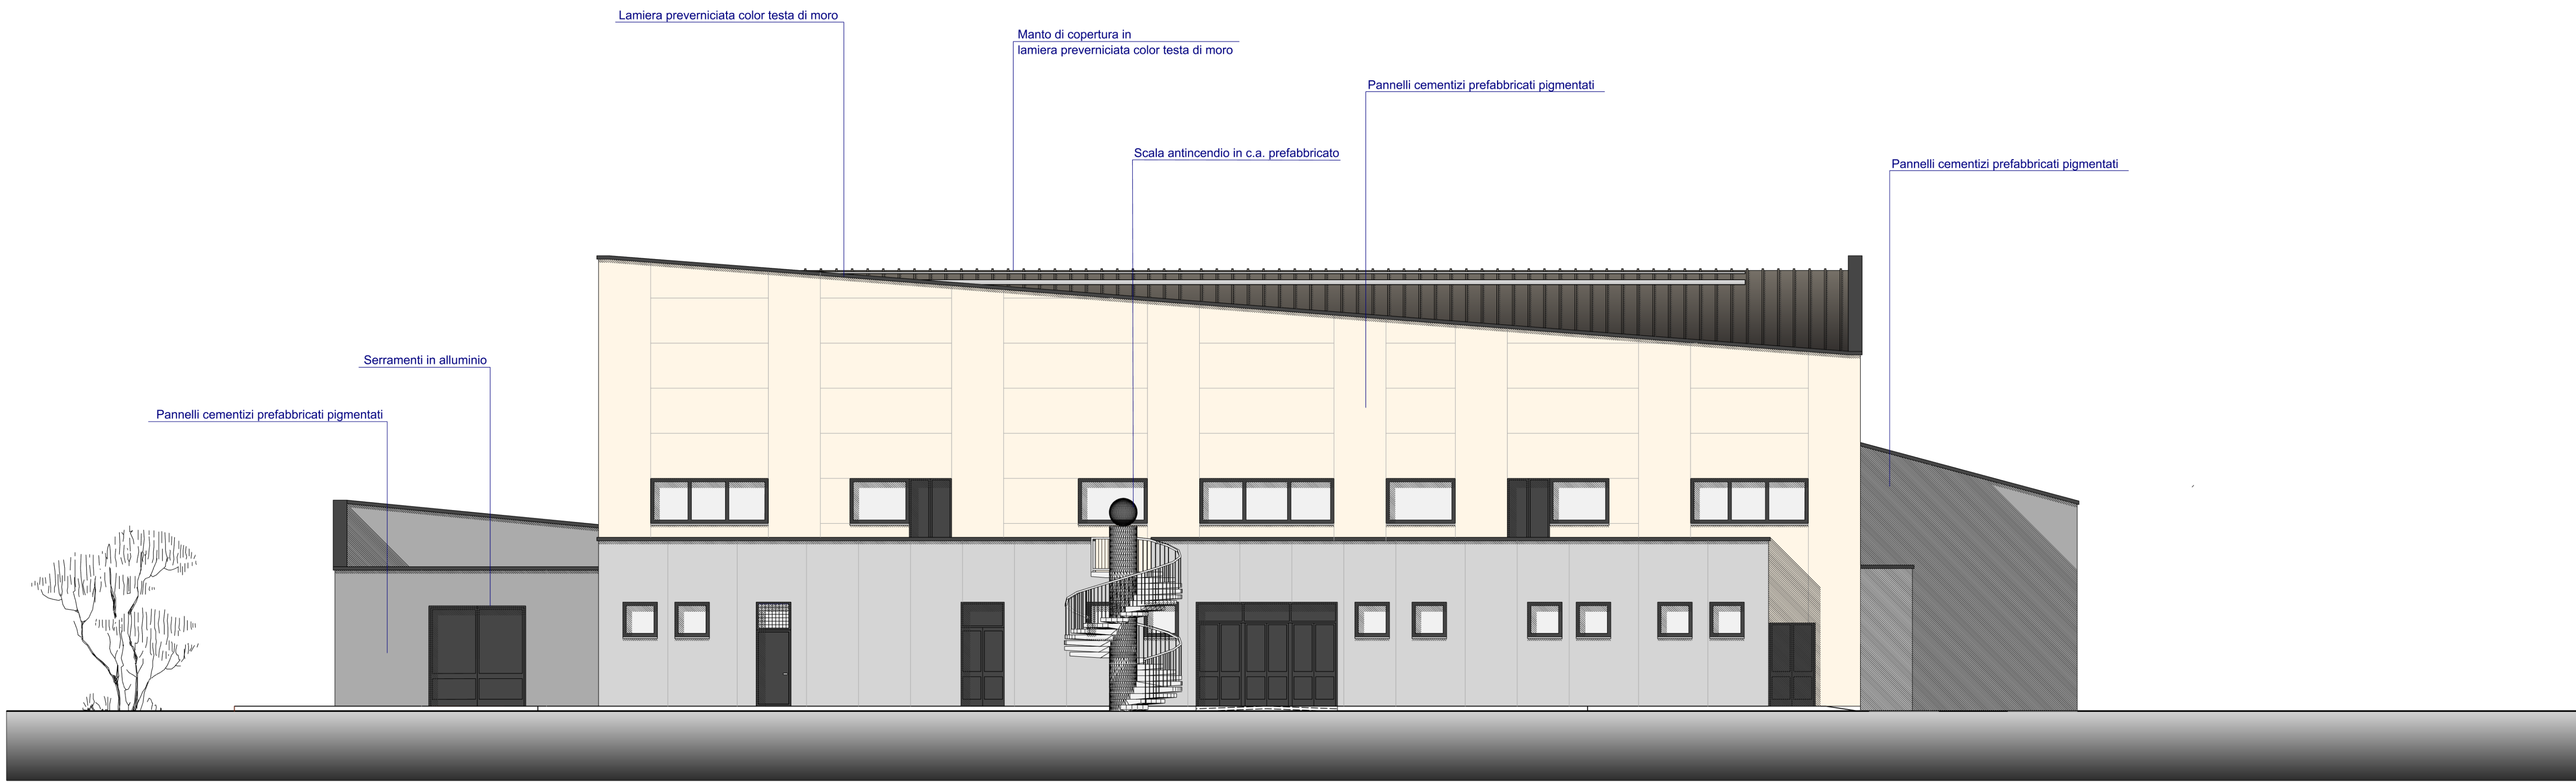 Lamiera preverniciata color testa di moro
Manto di copertura in
lamiera preverniciata color testa di moro
Pannelli cementizi prefabbricati pigmentati
Scala antincendio in c.a. prefabbricato
Pannelli cementizi prefabbricati pigmentati
Serramenti in alluminio
Pannelli cementizi prefabbricati pigmentati